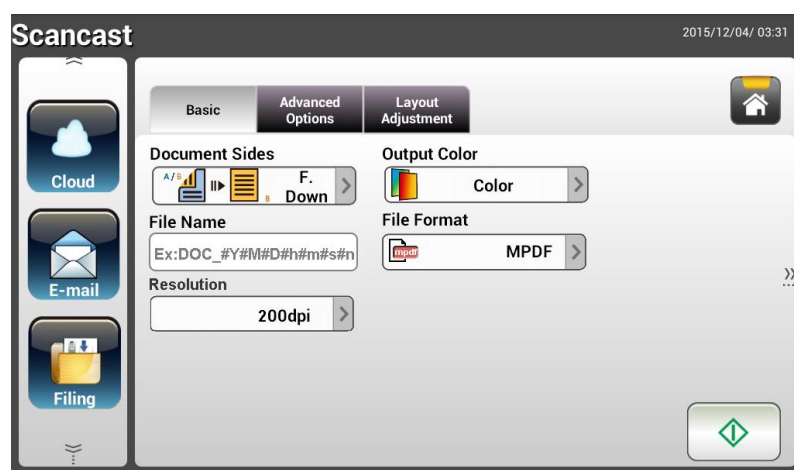 Scancast
2015/12/04/ 03:31
Cloud
E-mail
Filing
Basic
Advanced
Options
Layout
Adjustment
Document Sides
A/B
B
F.
Down
Output Color
Color
File Name
Ex:DOC_#Y#M#D#h#m#s#n
File Format
mpdf
MPDF
Resolution
200dpi